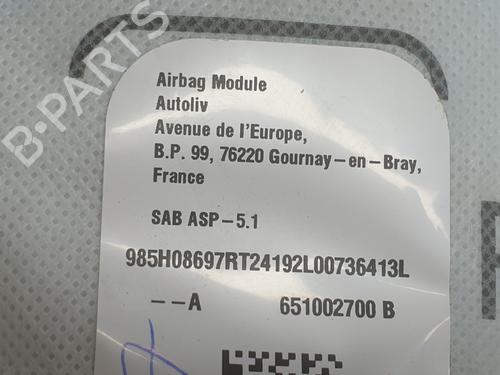 B-PARTS
Airbag Module
Autoliv
Avenue de l'Europe,
B.P. 99, 76220 Gournay-en-Bray,
France
SAB ASP-5.1
985H08697RT24192L00736413L
--A 651002700 B